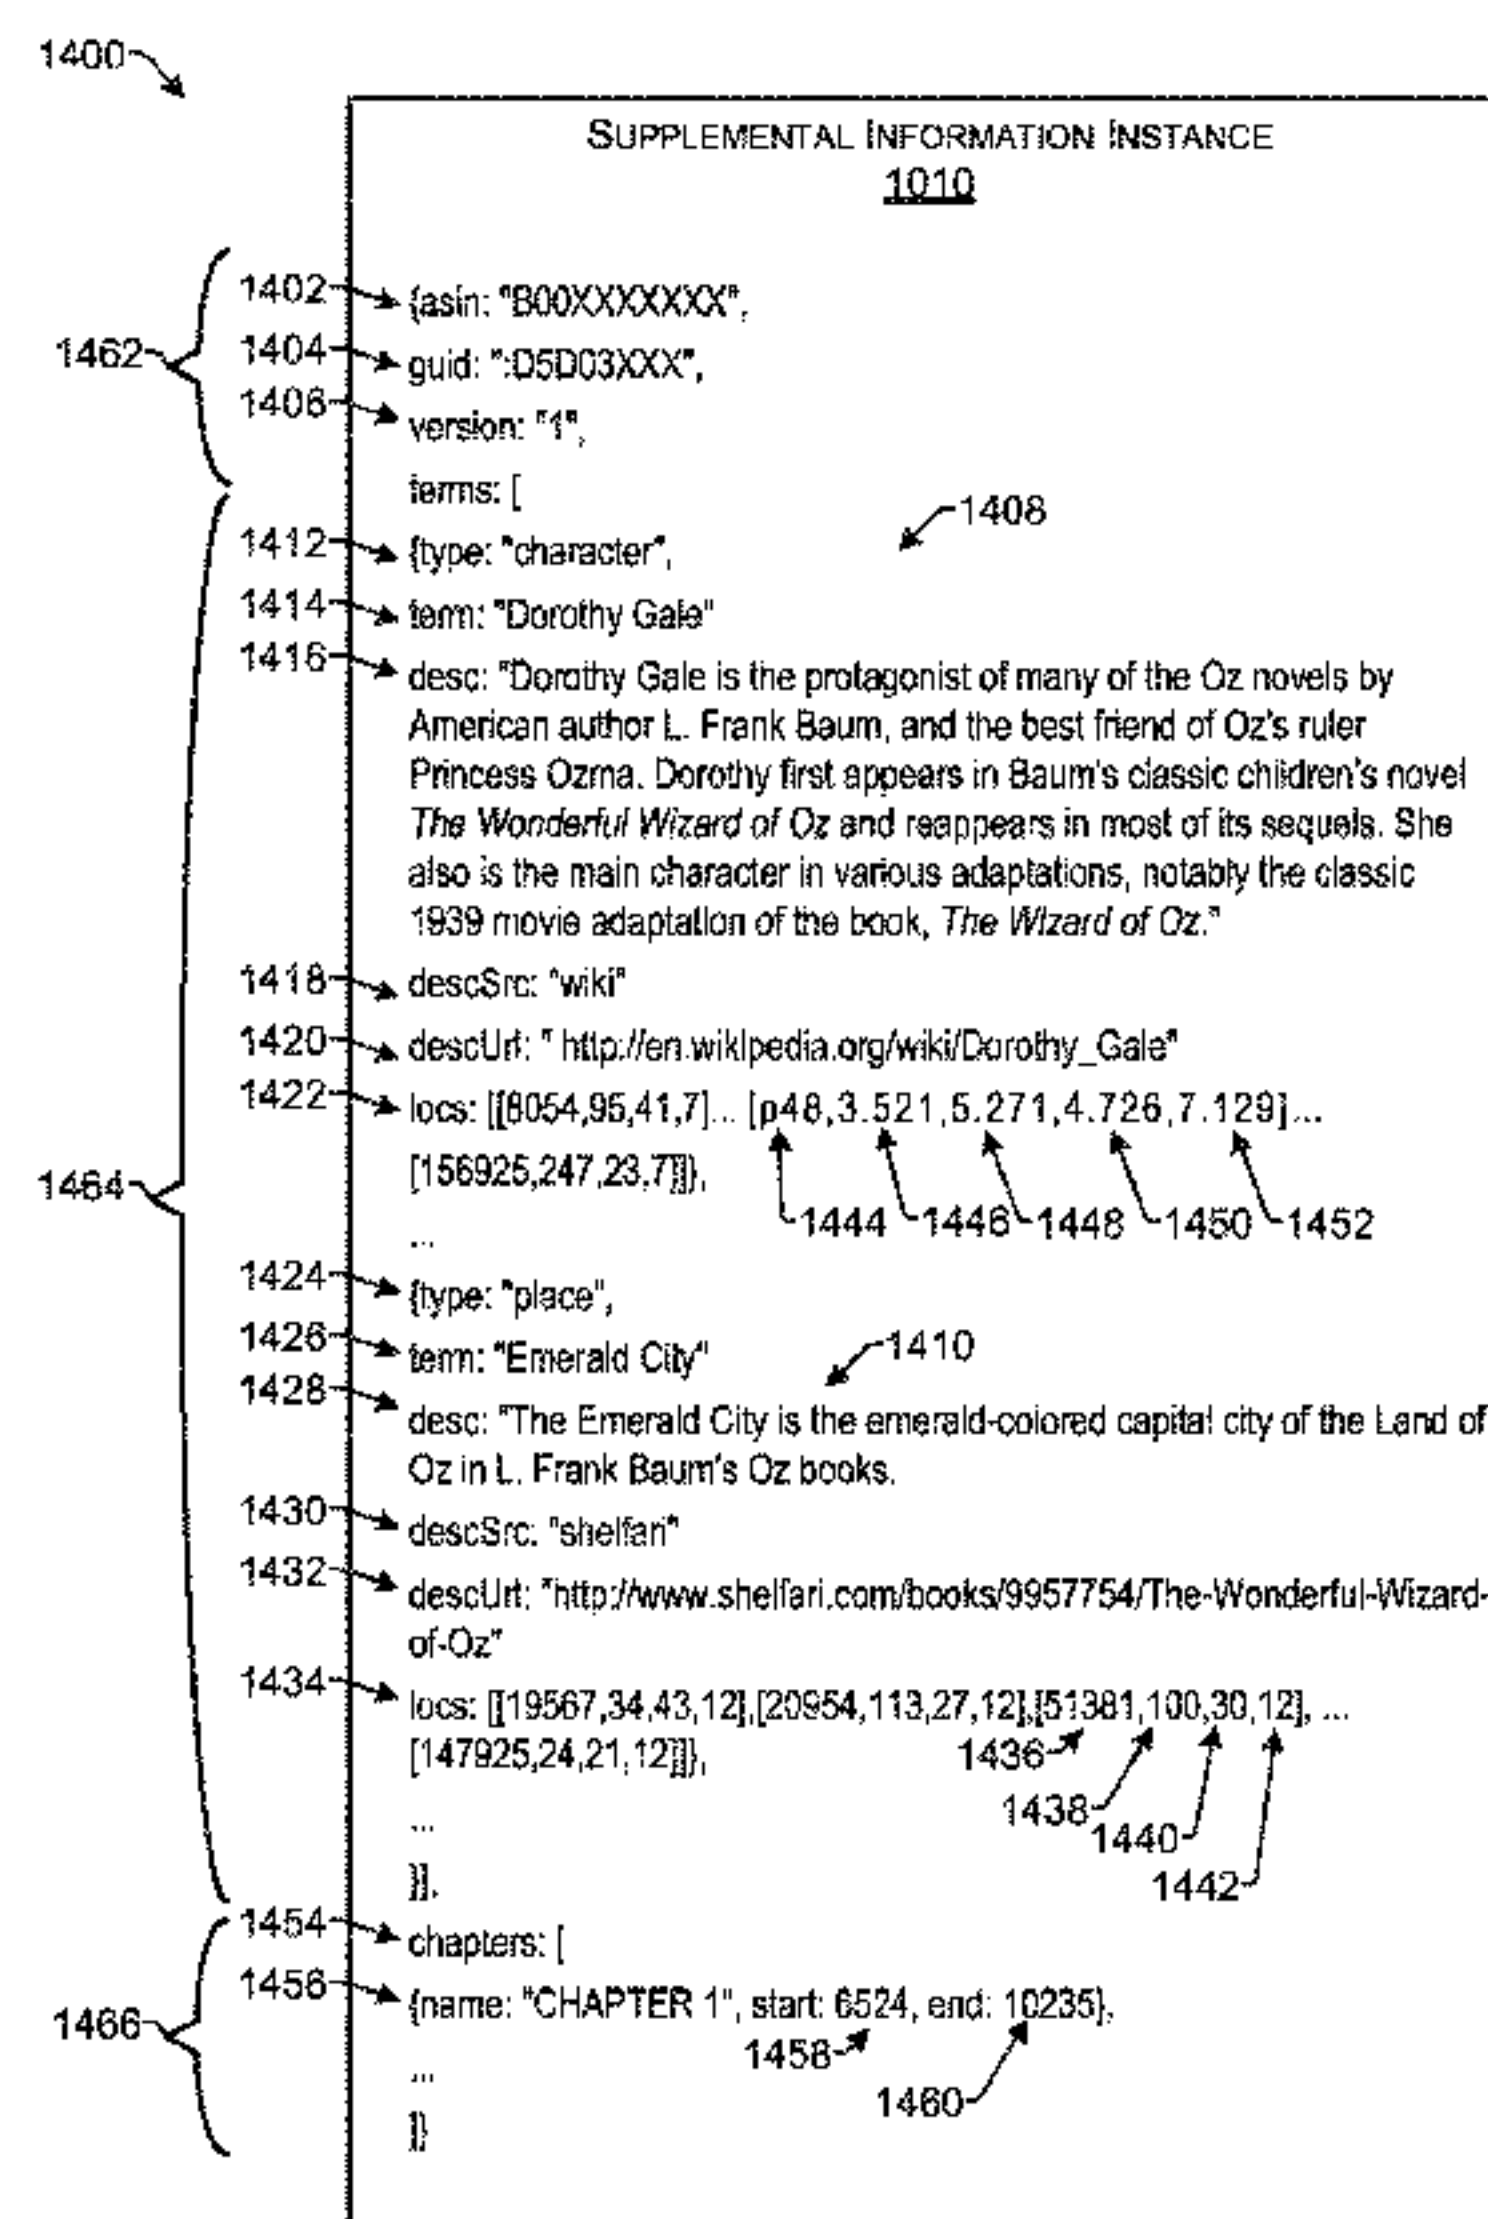 1400
SUPPLEMENTAL INFORMATION INSTANCE
1010
1402 {asin: "B00XXXXXXX",
1462
1404 guid: ":D5D03XXX",
1406 version: "1",
terms: [
1408
1412 {type: "character",
1414 term: "Dorothy Gale"
1416 desc: "Dorothy Gale is the protagonist of many of the Oz novels by
American author L. Frank Baum, and the best friend of Oz's ruler
Princess Ozma. Dorothy first appears in Baum's classic children's novel
The Wonderful Wizard of Oz and reappears in most of its sequels. She
also is the main character in various adaptations, notably the classic
1939 movie adaptation of the book, The Wizard of Oz."
1418 descSrc: "wiki"
1420 descUrl: " http://en.wikipedia.org/wiki/Dorothy_Gale"
1422 locs: [[8054,95,41,7]... [p48,3.521,5.271,4.726,7.129]...
1464 [156925,247,23,7]]},
1444 1446 1448 1450 1452
...
1424 {type: "place",
1426 term: "Emerald City"
1410
1428 desc: "The Emerald City is the emerald-colored capital city of the Land of
Oz in L. Frank Baum's Oz books.
1430 descSrc: "shelfari"
1432 descUrl: "http://www.shelfari.com/books/9957754/The-Wonderful-Wizard-
of-Oz"
1434 locs: [[19567,34,43,12],[20954,113,27,12],[51381,100,30,12], ...
[147925,24,21,12]]},
1436
1438
1440
1442
...
}],
1454 chapters: [
1456 {name: "CHAPTER 1", start: 6524, end: 10235},
1466
1458
1460
...
]}